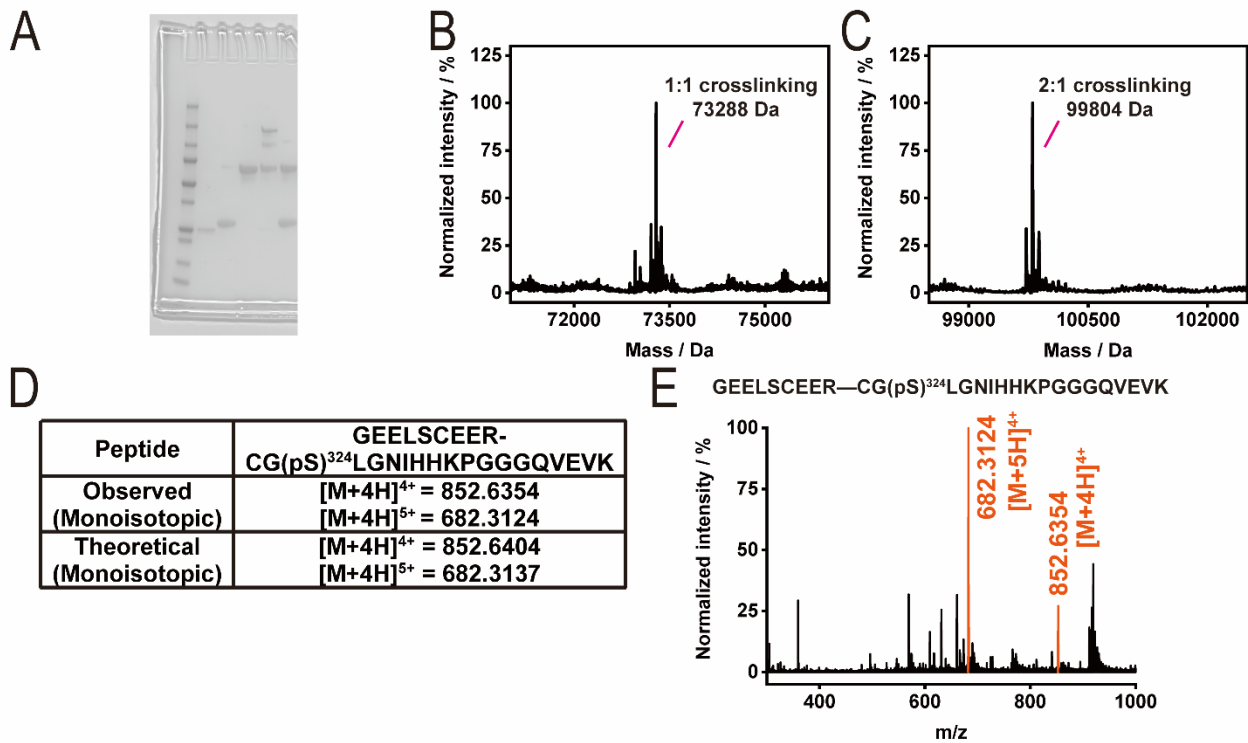 A
B
Normalized intensity / %
125
100
75
50
25
0
1:1 crosslinking
73288 Da
72000 73500 75000
Mass / Da
C
Normalized intensity / %
125
100
75
50
25
0
2:1 crosslinking
99804 Da
99000 100500 102000
Mass / Da
D
Peptide
GEELSCEER-
CG(pS)³²⁴LGNIHHKPGGGQVEVK
Observed
(Monoisotopic)
[M+4H]⁴⁺ = 852.6354
[M+4H]⁵⁺ = 682.3124
Theoretical
(Monoisotopic)
[M+4H]⁴⁺ = 852.6404
[M+4H]⁵⁺ = 682.3137
E
GEELSCEER—CG(pS)³²⁴LGNIHHKPGGGQVEVK
Normalized intensity / %
100
75
50
25
0
682.3124
[M+5H]⁴⁺
852.6354
[M+4H]⁴⁺
400 600 800 1000
m/z